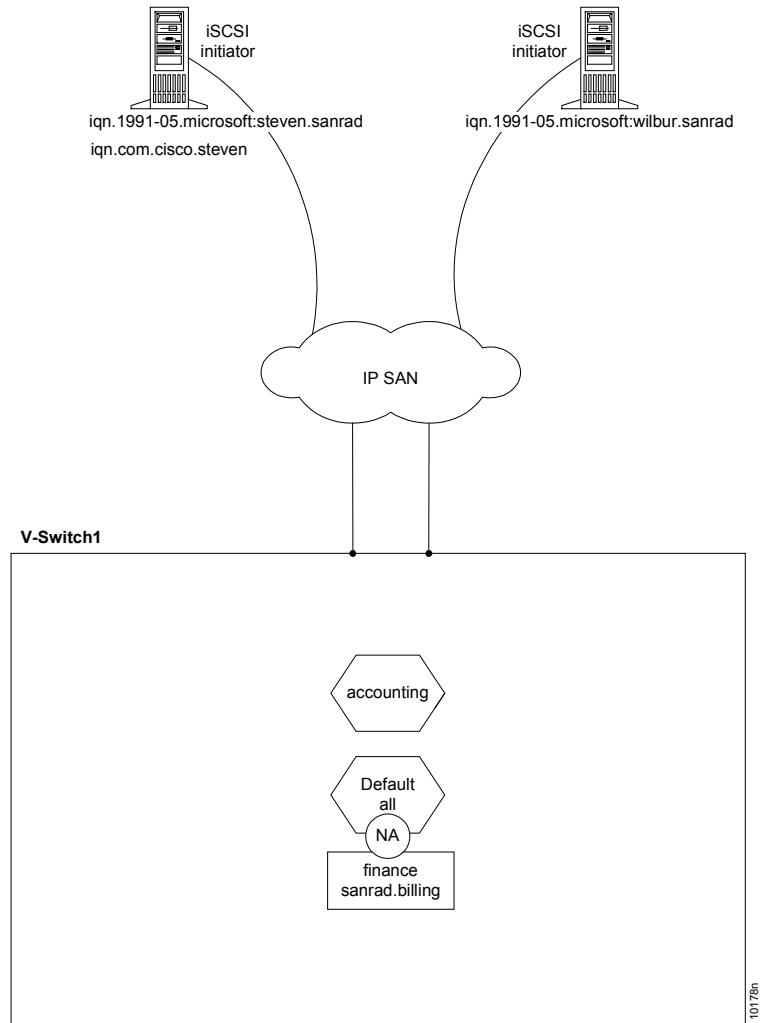 iSCSI
initiator
iSCSI
initiator
iqn.1991-05.microsoft:steven.sanrad
iqn.com.cisco.steven
iqn.1991-05.microsoft:wilbur.sanrad
IP SAN
V-Switch1
accounting
Default
all
NA
finance
sanrad.billing
10178n